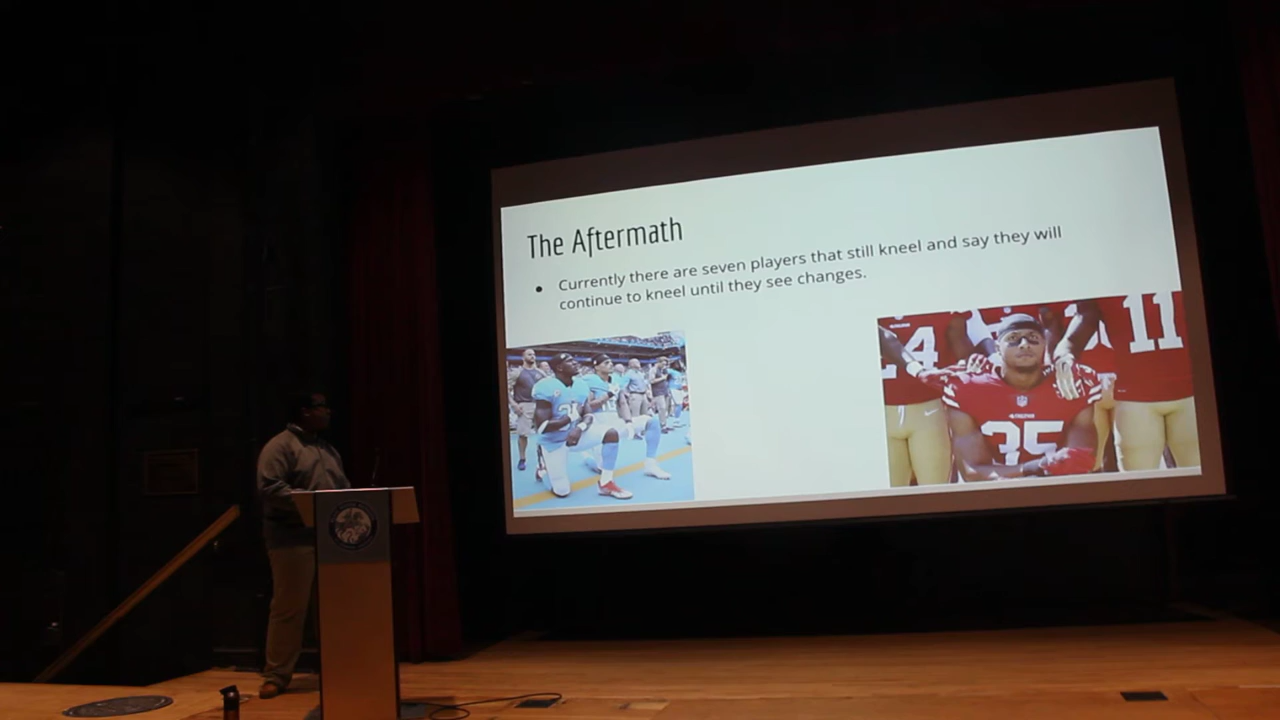 The Aftermath
● Currently there are seven players that still kneel and say they will
continue to kneel until they see changes.
4
11
35